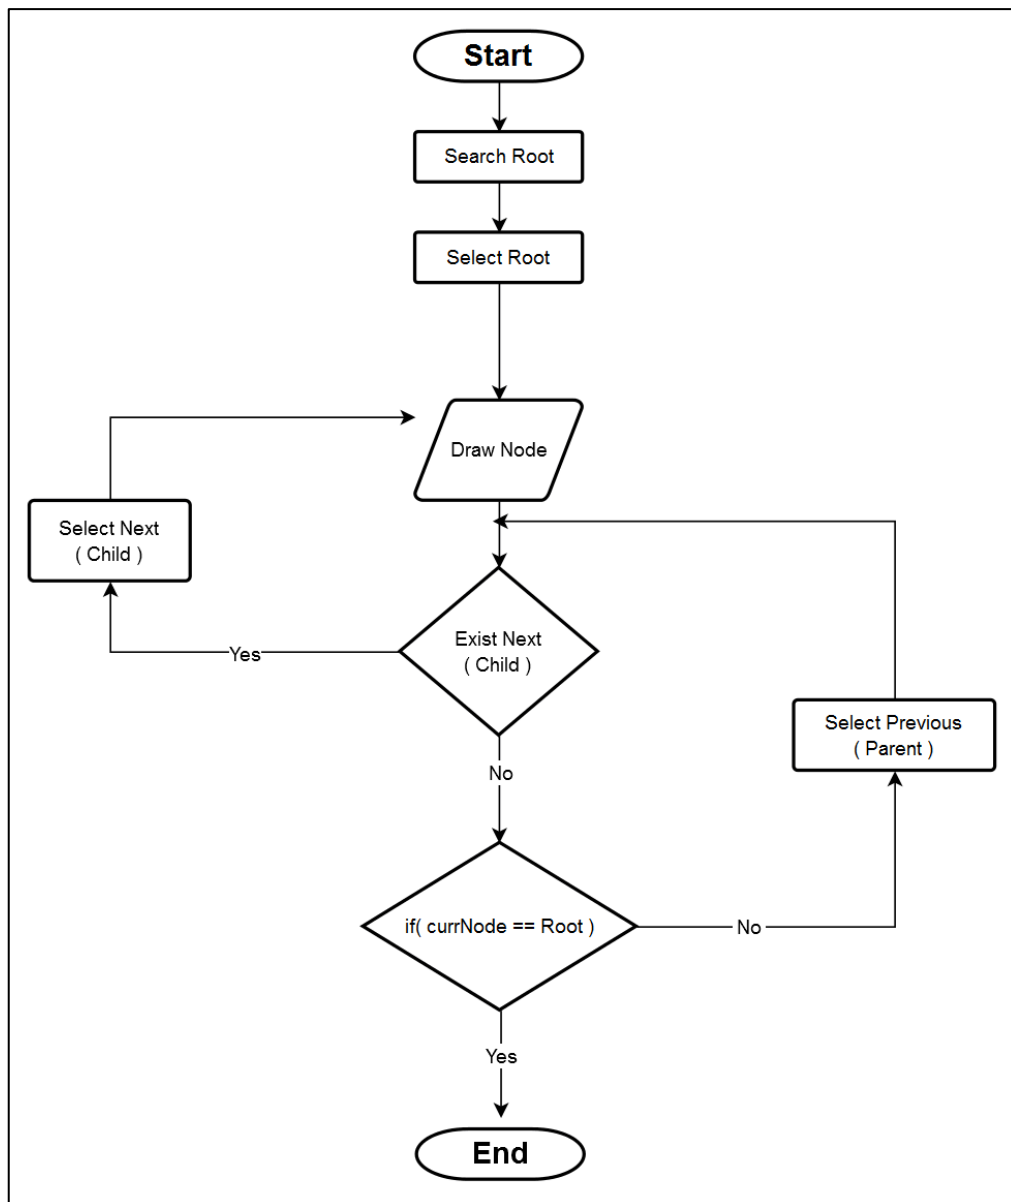 Start
Search Root
Select Root
Draw Node
Select Next
( Child )
Exist Next
( Child )
Yes
Select Previous
( Parent )
No
if( currNode == Root )
No
Yes
End